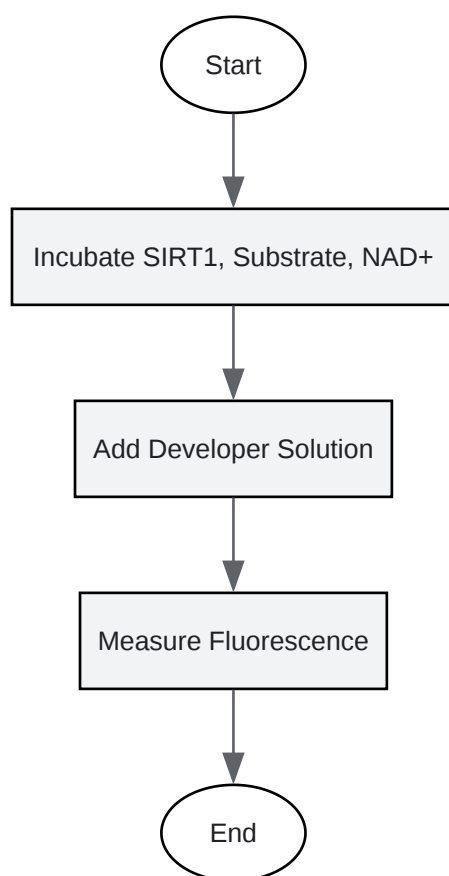 Start
Incubate SIRT1, Substrate, NAD+
Add Developer Solution
Measure Fluorescence
End